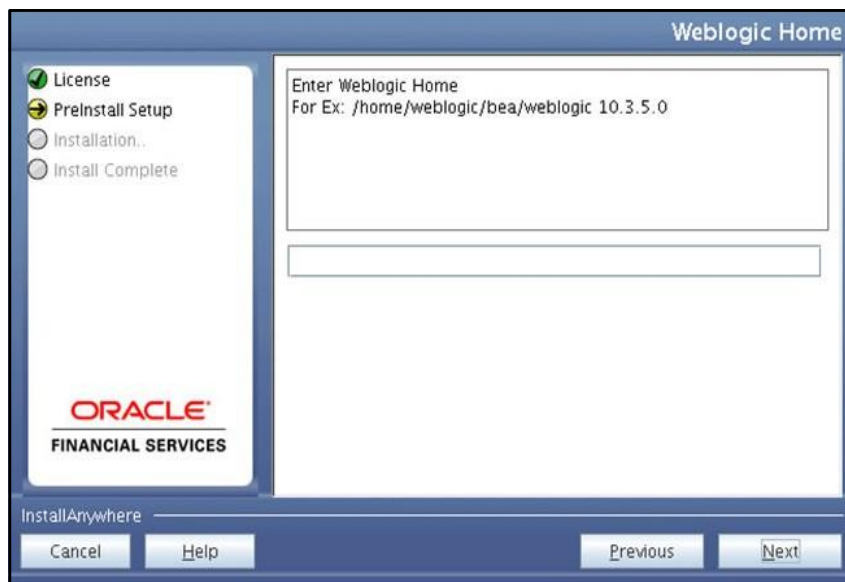 Weblogic Home
License
PreInstall Setup
Installation..
Install Complete
Enter Weblogic Home
For Ex: /home/weblogic/bea/weblogic 10.3.5.0
ORACLE
FINANCIAL SERVICES
InstallAnywhere
Cancel Help Previous Next